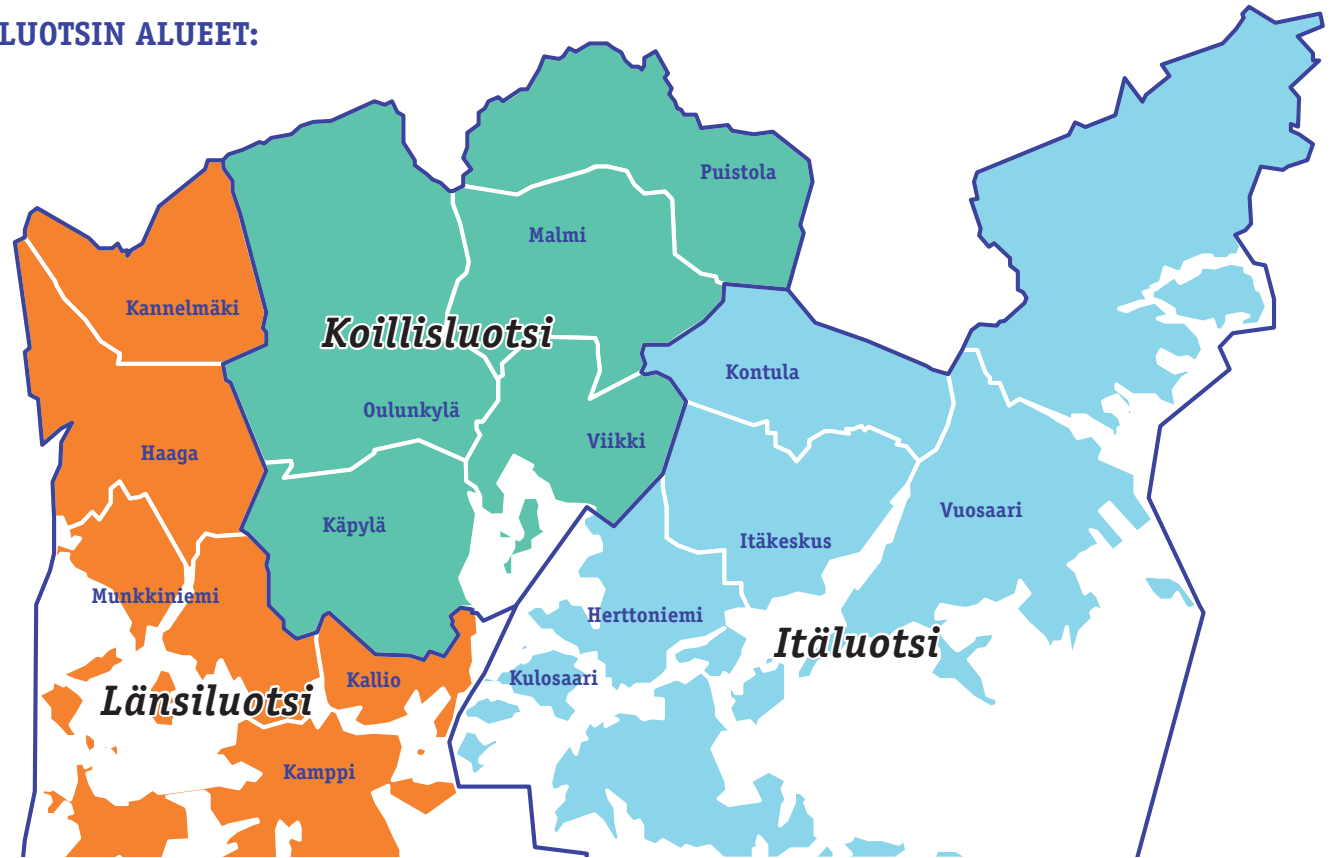 LUOTSIN ALUEET:
Puistola
Malmi
Kannelmäki
Koillisluotsi
Kontula
Oulunkylä
Viikki
Haaga
Vuosaari
Käpylä
Itäkeskus
Munkkiniemi
Herttoniemi
Itäluotsi
Kulosaari
Kallio
Länsiluotsi
Kamppi